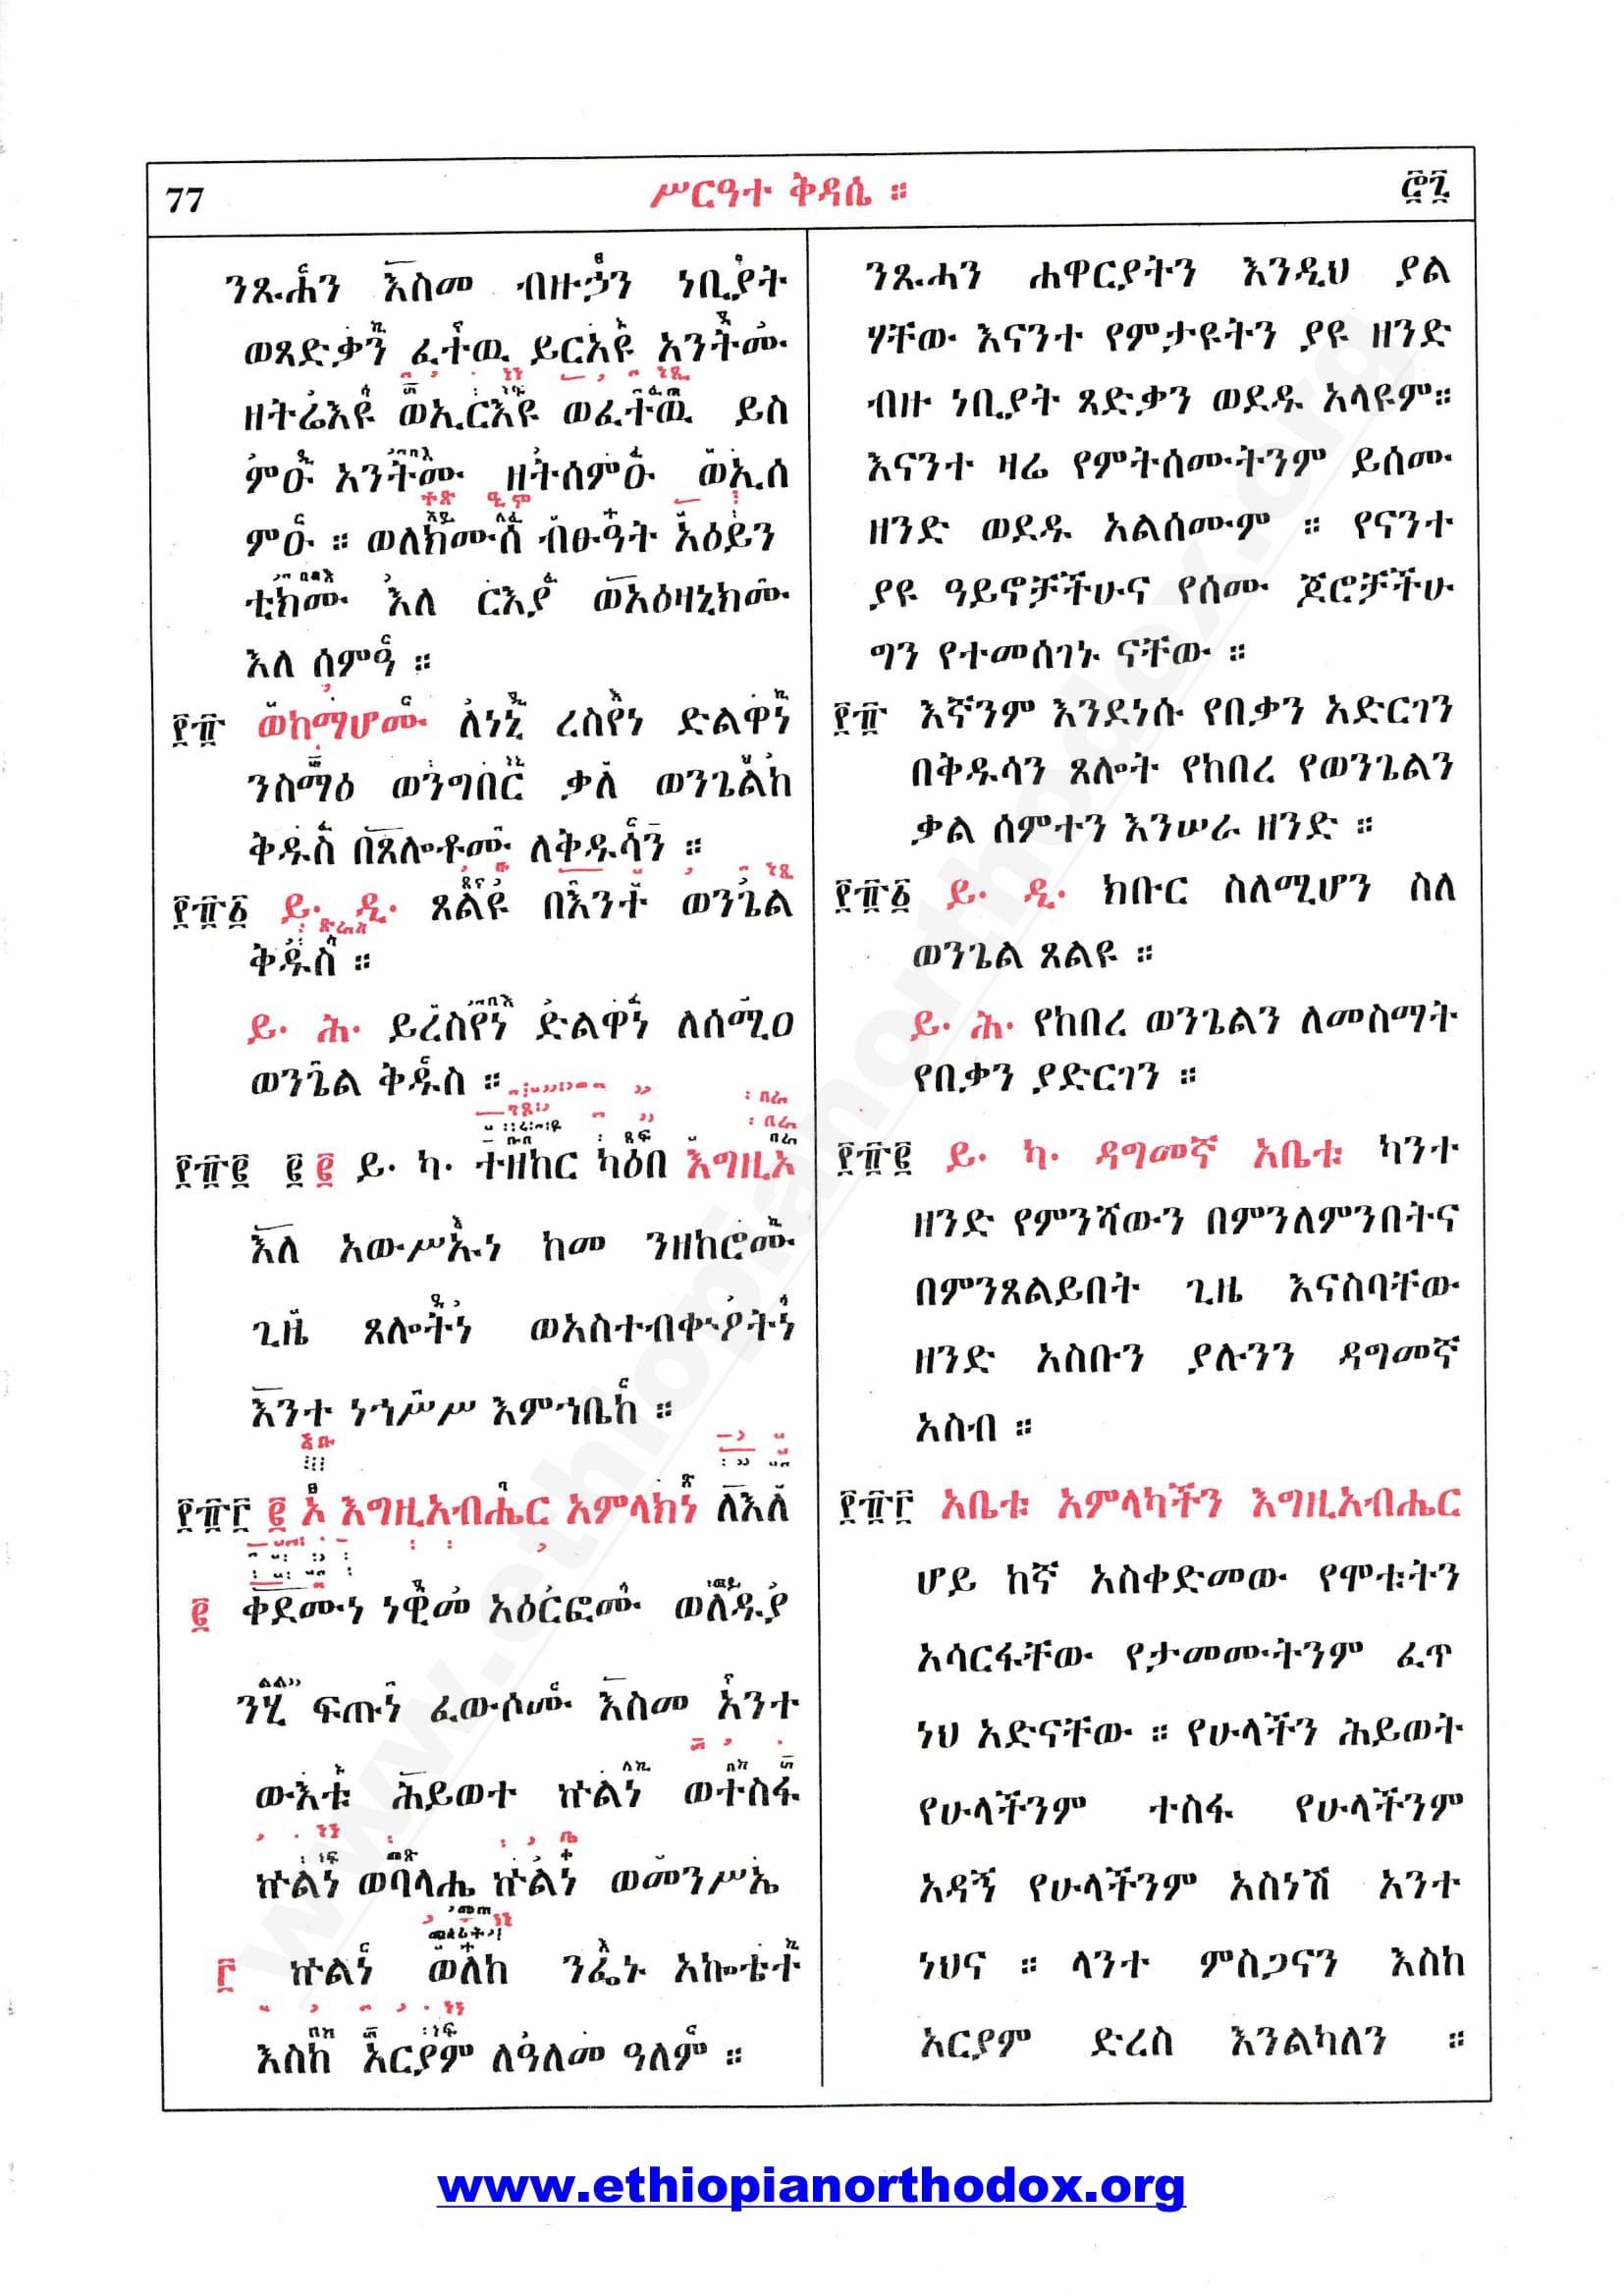 77 ሥርዓተ ቅዳሴ ። ፸፯
ንጹሐን እስመ ብዙኃን ነቢያት
ወጻድቃን ፈተዉ ይርአዩ አንትሙ
ዘትሬእዩ ወኢርእዩ ወፈተዉ ይስ
ምዑ አንትሙ ዘትሰምዑ ወኢሰ
ምዑ ። ወለክሙሰ ብፁዓት አዕይን
ቲክሙ እለ ርእያ ወአዕዛኒክሙ
እለ ሰምዓ ።
፻፹ ወከማሆሙ ለነኒ ረስየነ ድልዋነ
ንስማዕ ወንግበር ቃለ ወንጌልከ
ቅዱሰ በጸሎቶሙ ለቅዱሳን ።
፻፹፩ ይ. ዲ. ጸልዩ በእንተ ወንጌል
ቅዱስ ።
ይ. ሕ. ይረስየነ ድልዋነ ለሰሚዐ
ወንጌል ቅዱስ ።
፻፹፪ ፪ ፪ ይ. ካ. ተዘከር ካዕበ እግዚኦ
እለ አውሥኡነ ከመ ንዘከሮሙ
ጊዜ ጸሎትነ ወአስተብቍዖትነ
እንተ ነኀሥሥ እምኀቤከ ።
፻፹፫ ፪ ኦ እግዚአብሔር አምላክነ ለእለ
፪ ቀደሙነ ነዊመ አዕርፎሙ ወለዱያ
ንሂ ፍጡነ ፈውሶሙ እስመ አንተ
ውእቱ ሕይወተ ኵልነ ወተስፋ
ኵልነ ወባላሔ ኵልነ ወመንሥኤ
፫ ኵልነ ወለከ ንፌኑ አኰቴተ
እስከ አርያም ለዓለመ ዓለም ።
ንጹሓን ሐዋርያትን እንዲህ ያል
ሃቸው እናንተ የምታዩትን ያዩ ዘንድ
ብዙ ነቢያት ጻድቃን ወደዱ አላዩም።
እናንተ ዛሬ የምትሰሙትንም ይሰሙ
ዘንድ ወደዱ አልሰሙም ። የናንተ
ያዩ ዓይኖቻችሁና የሰሙ ጆሮቻችሁ
ግን የተመሰገኑ ናቸው ።
፻፹ እኛንም እንደነሱ የበቃን አድርገን
በቅዱሳን ጸሎት የከበረ የወንጌልን
ቃል ሰምተን እንሠራ ዘንድ ።
፻፹፩ ይ. ዲ. ክቡር ስለሚሆን ስለ
ወንጌል ጸልዩ ።
ይ. ሕ. የከበረ ወንጌልን ለመስማት
የበቃን ያድርገን ።
፻፹፪ ይ. ካ. ዳግመኛ አቤቱ ካንተ
ዘንድ የምንሻውን በምንለምንበትና
በምንጸልይበት ጊዜ እናስባቸው
ዘንድ አስቡን ያሉንን ዳግመኛ
አስብ ።
፻፹፫ አቤቱ አምላካችን እግዚአብሔር
ሆይ ከኛ አስቀድመው የሞቱትን
አሳርፋቸው የታመሙትንም ፈጥ
ነህ አድናቸው ። የሁላችን ሕይወት
የሁላችንም ተስፋ የሁላችንም
አዳኝ የሁላችንም አስነሽ አንተ
ነህና ። ላንተ ምስጋናን እስከ
አርያም ድረስ እንልካለን ።
www.ethiopianorthodox.org